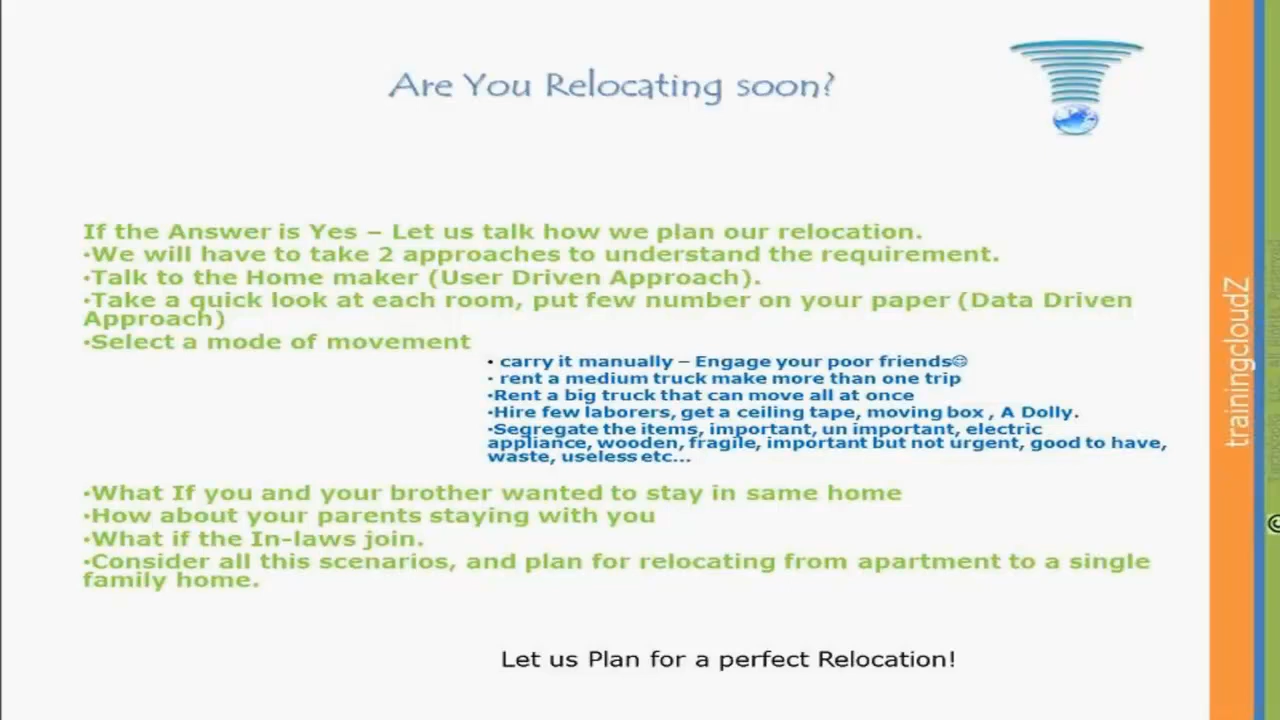 Are You Relocating soon?
If the Answer is Yes – Let us talk how we plan our relocation.
•We will have to take 2 approaches to understand the requirement.
•Talk to the Home maker (User Driven Approach).
•Take a quick look at each room, put few number on your paper (Data Driven
Approach)
•Select a mode of movement
• carry it manually – Engage your poor friends☺
• rent a medium truck make more than one trip
•Rent a big truck that can move all at once
•Hire few laborers, get a ceiling tape, moving box , A Dolly.
•Segregate the items, important, un important, electric
appliance, wooden, fragile, important but not urgent, good to have,
waste, useless etc...
•What If you and your brother wanted to stay in same home
•How about your parents staying with you
•What if the In-laws join.
•Consider all this scenarios, and plan for relocating from apartment to a single
family home.
Let us Plan for a perfect Relocation!
trainingcloudZ
©